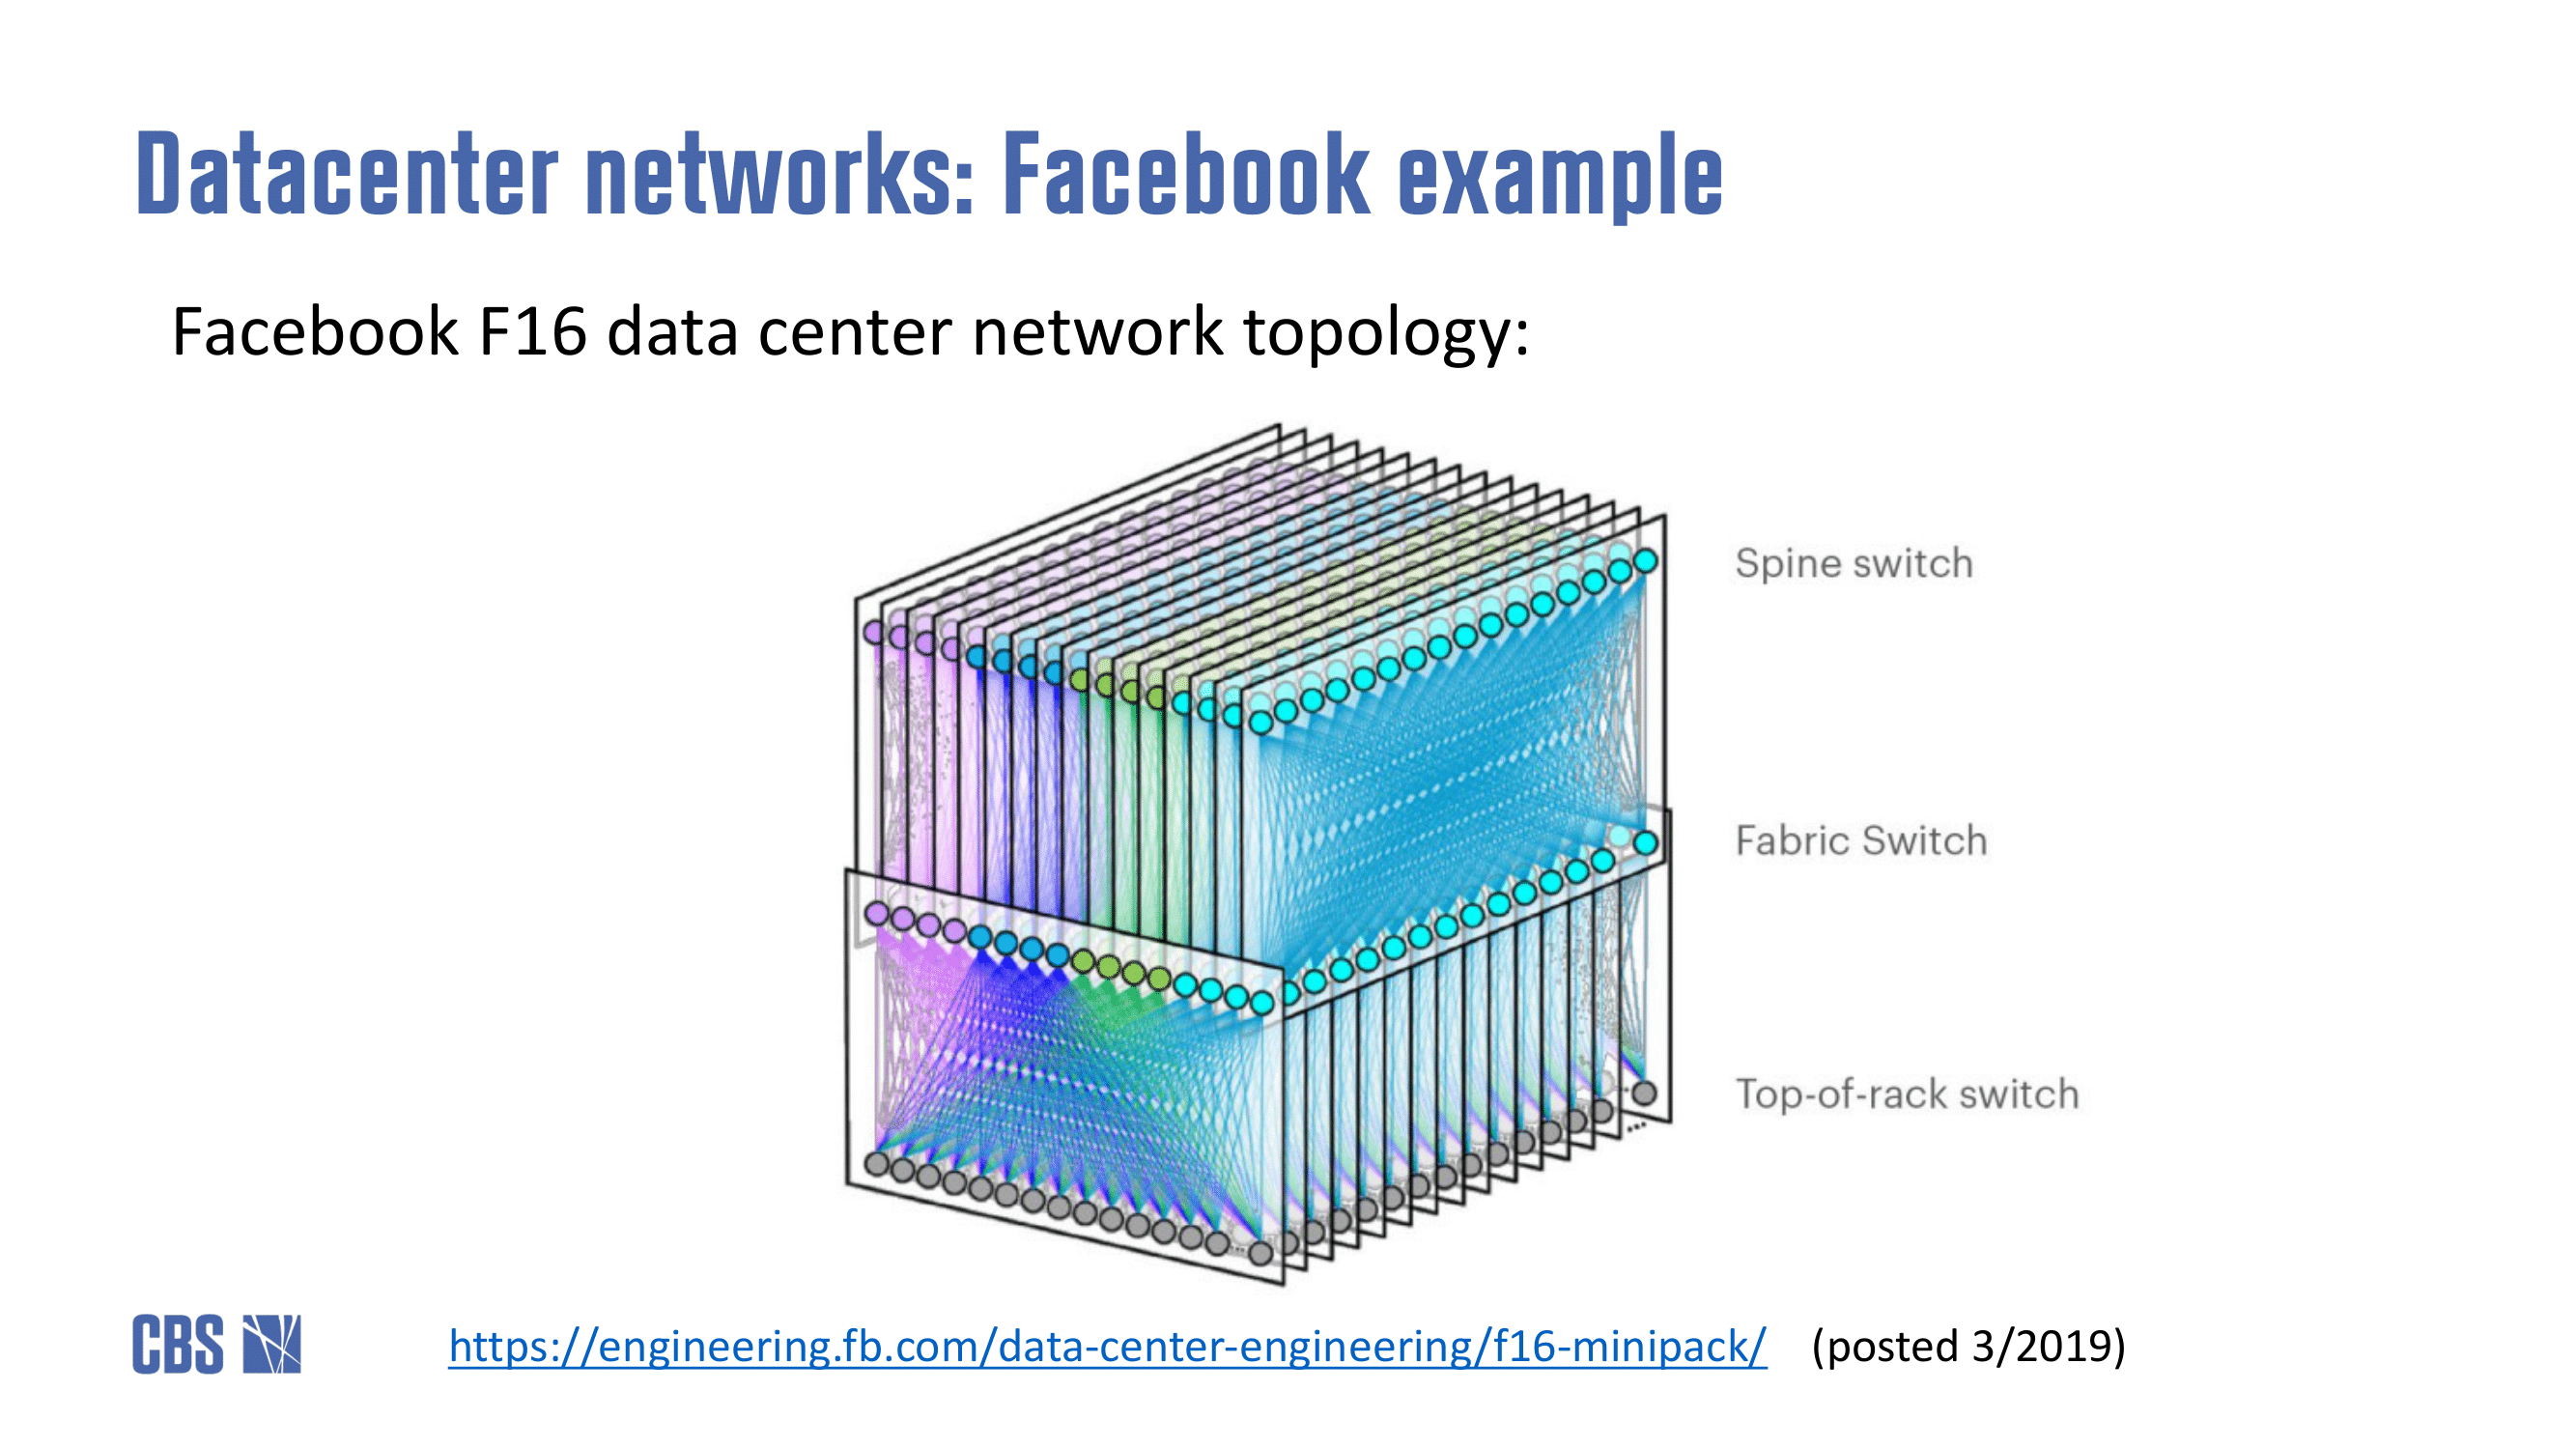 Datacenter networks: Facebook example
Facebook F16 data center network topology:
Spine switch
Fabric Switch
Top-of-rack switch
...
...
CBS
https://engineering.fb.com/data-center-engineering/f16-minipack/ (posted 3/2019)